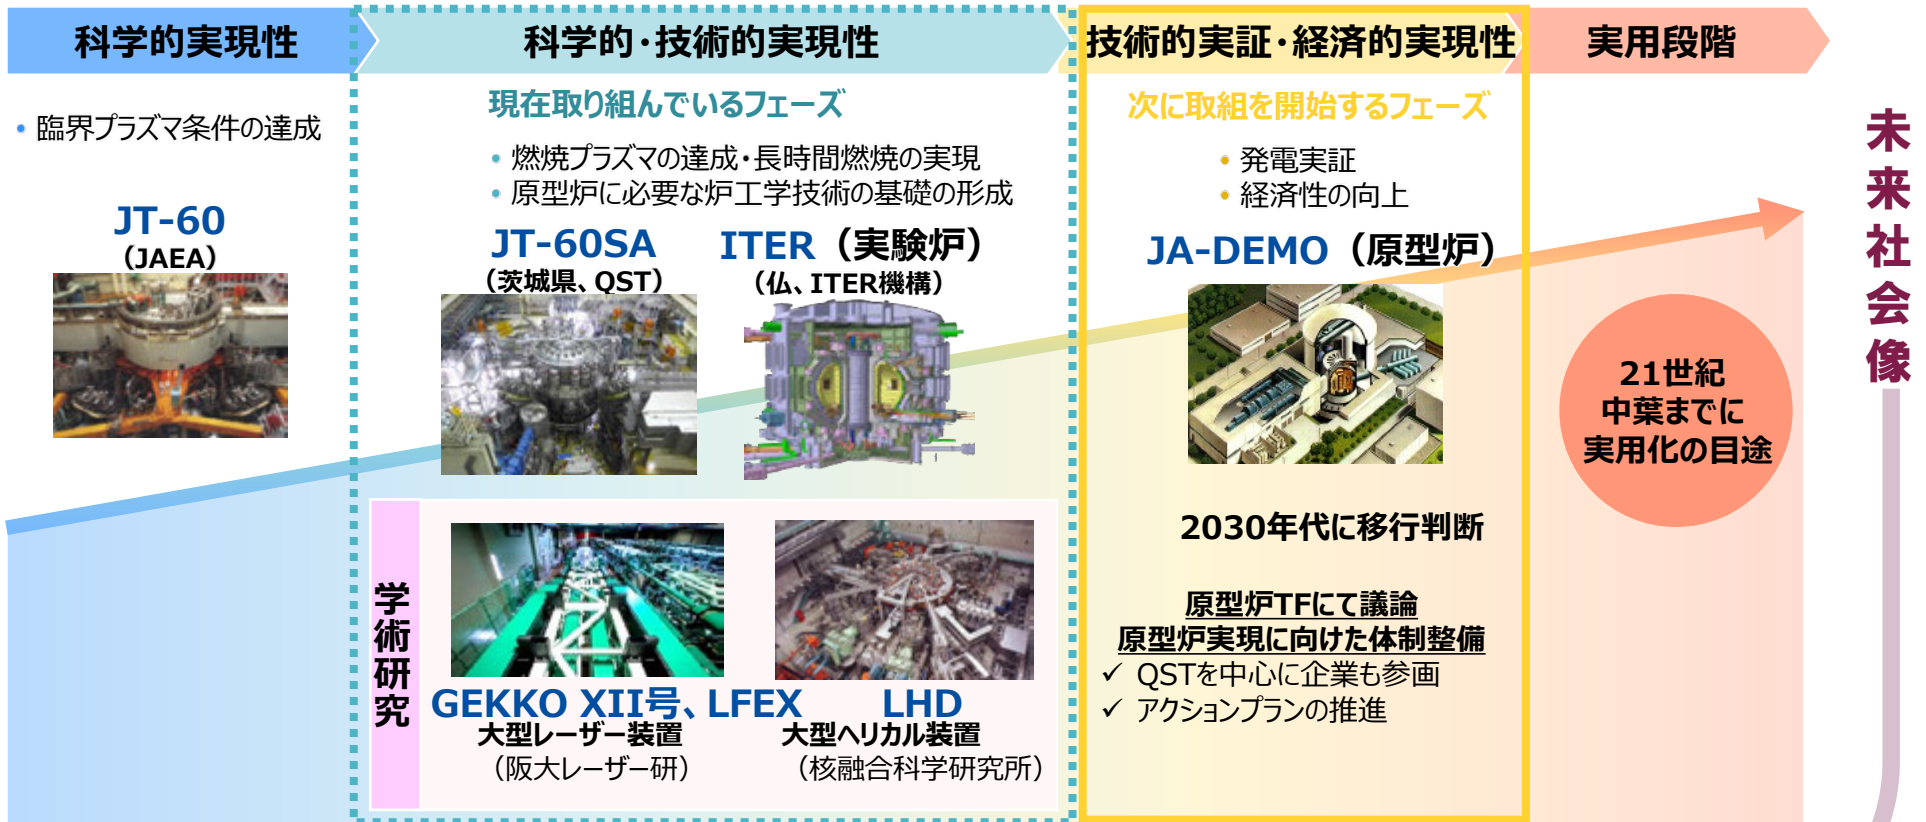 科学的実現性
科学的・技術的実現性
技術的実証・経済的実現性
実用段階
・臨界プラズマ条件の達成
JT-60
（JAEA）
現在取り組んでいるフェーズ
・燃焼プラズマの達成・長時間燃焼の実現
・原型炉に必要な炉工学技術の基礎の形成
JT-60SA
（茨城県、QST）
ITER（実験炉）
（仏、ITER機構）
学術研究
GEKKO XII号、LFEX
大型レーザー装置
（阪大レーザー研）
LHD
大型ヘリカル装置
（核融合科学研究所）
次に取組を開始するフェーズ
・発電実証
・経済性の向上
JA-DEMO（原型炉）
2030年代に移行判断
原型炉TFにて議論
原型炉実現に向けた体制整備
✓ QSTを中心に企業も参画
✓ アクションプランの推進
21世紀
中葉までに
実用化の目途
未来社会像